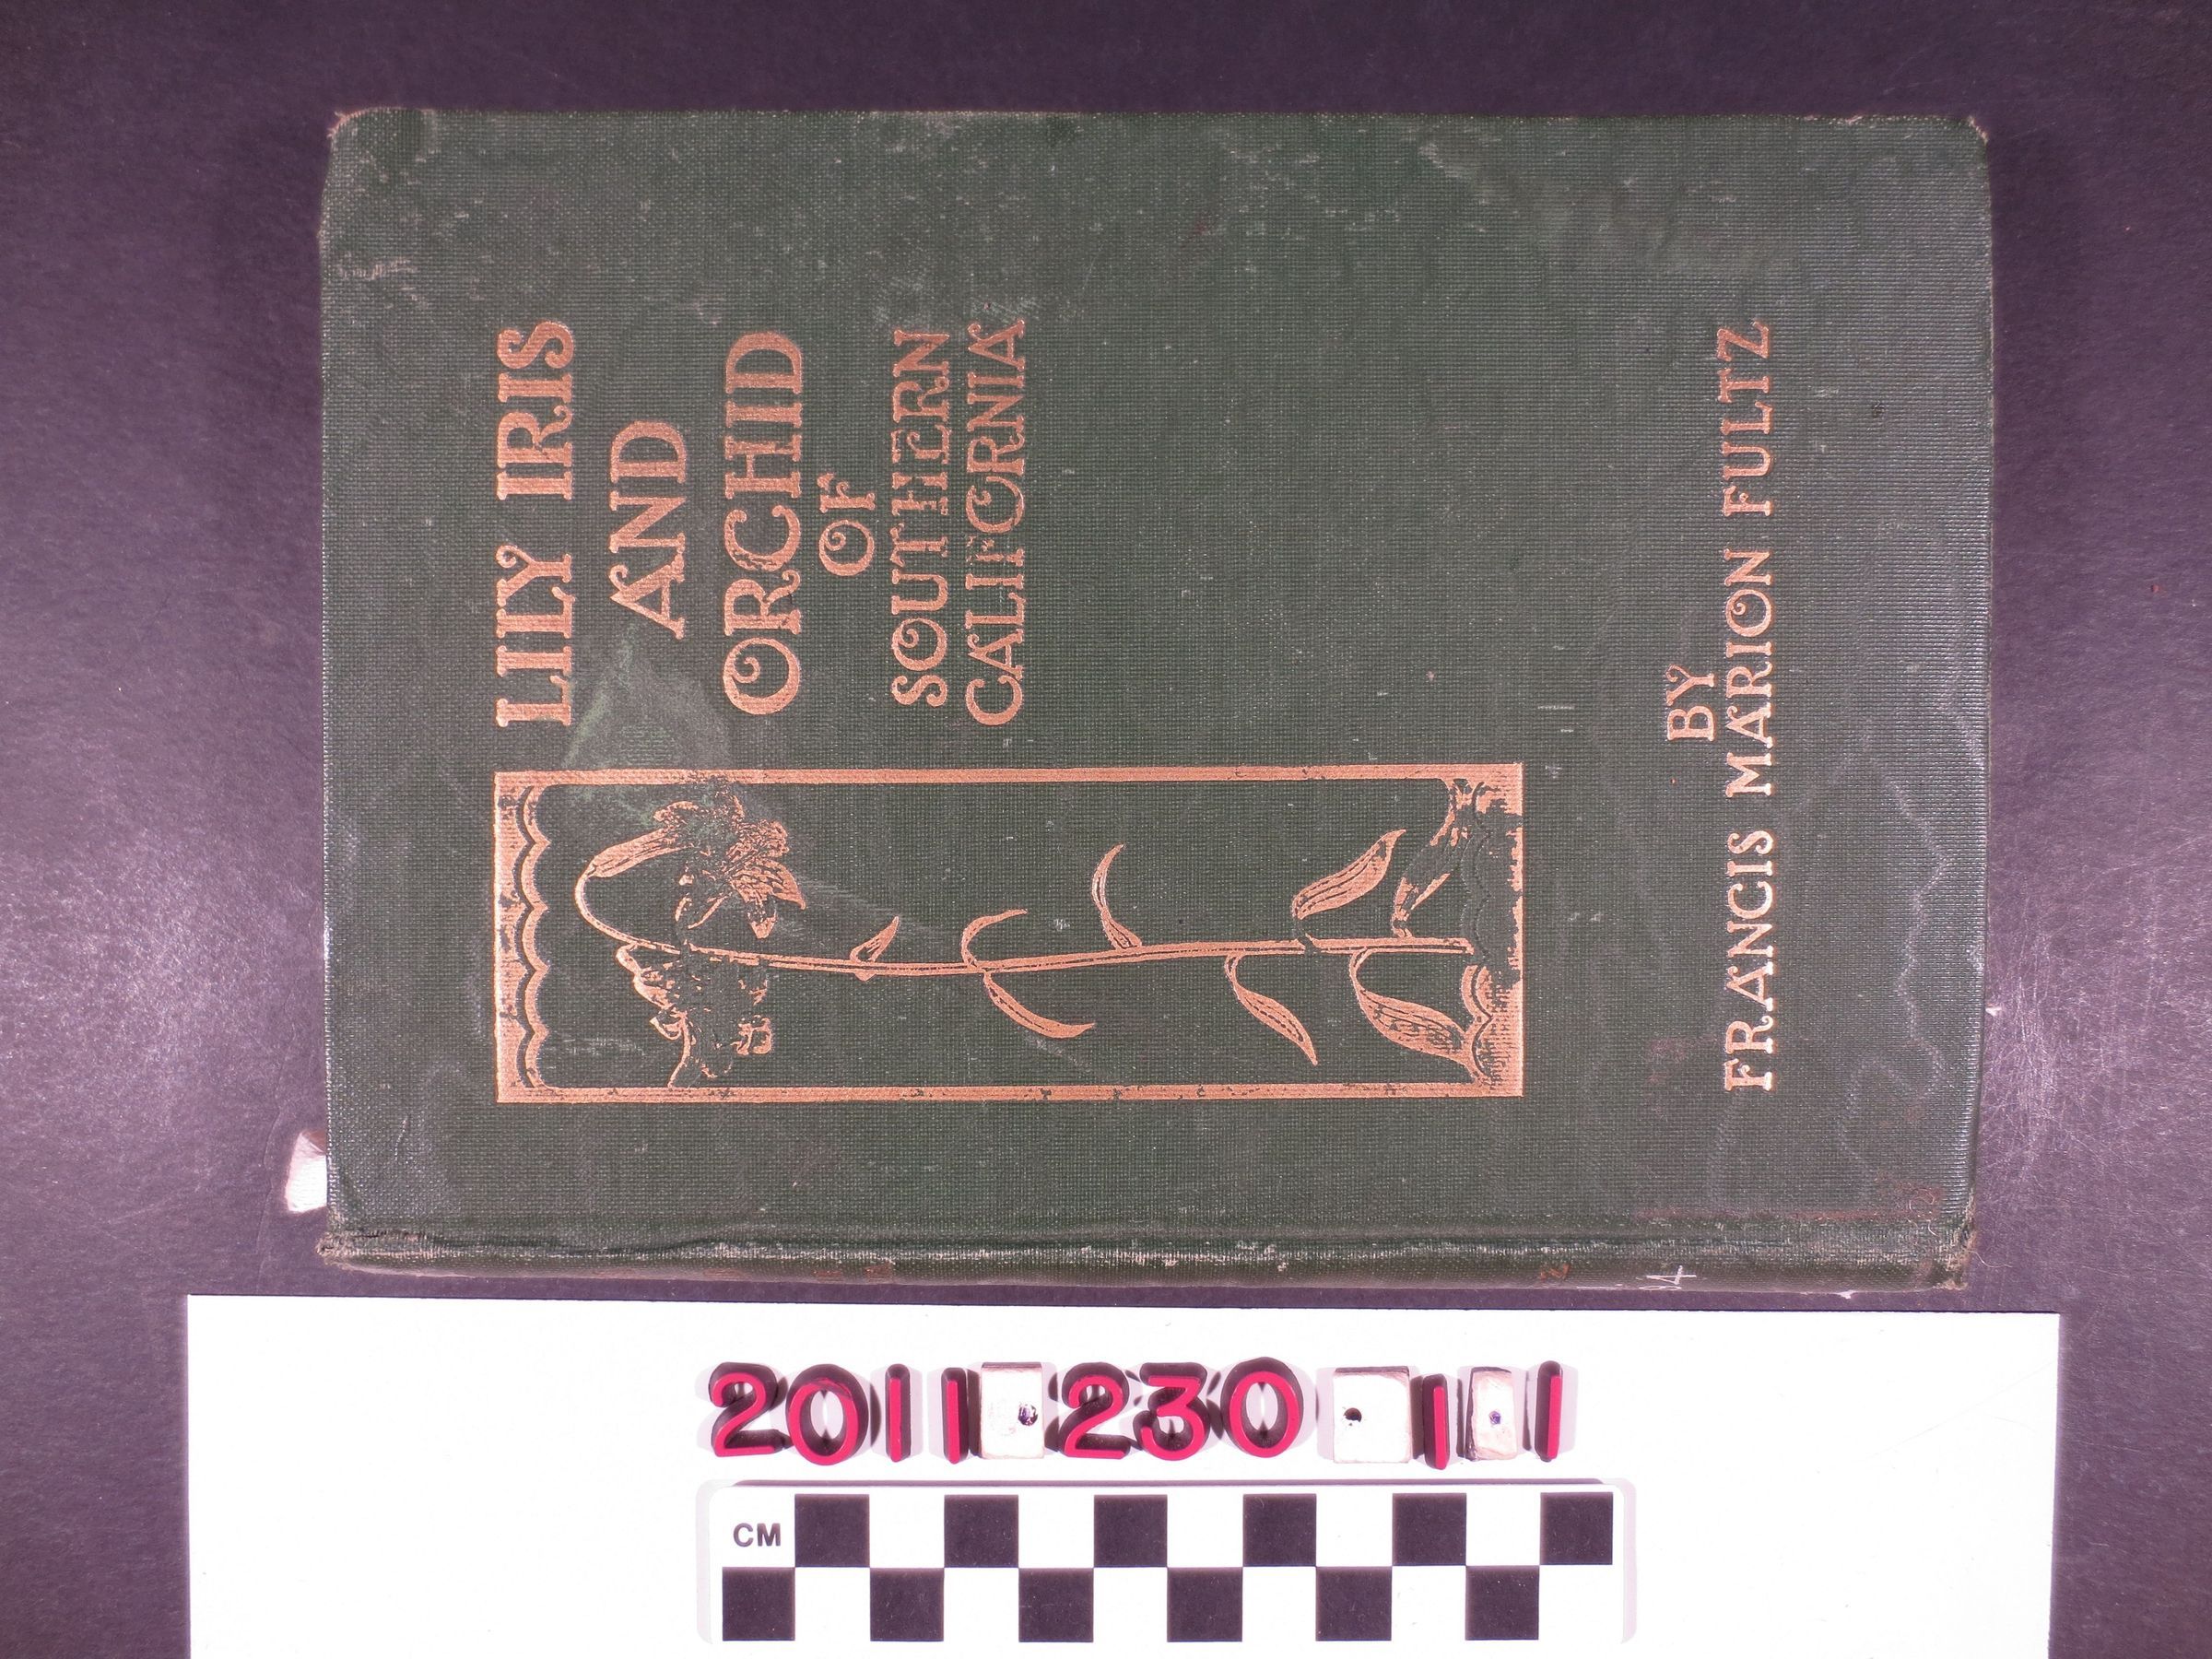 LILY IRIS
AND
ORCHID
OF
SOUTHERN
CALIFORNIA
BY
FRANCIS MARION FULTZ
2011.230.1.1
CM